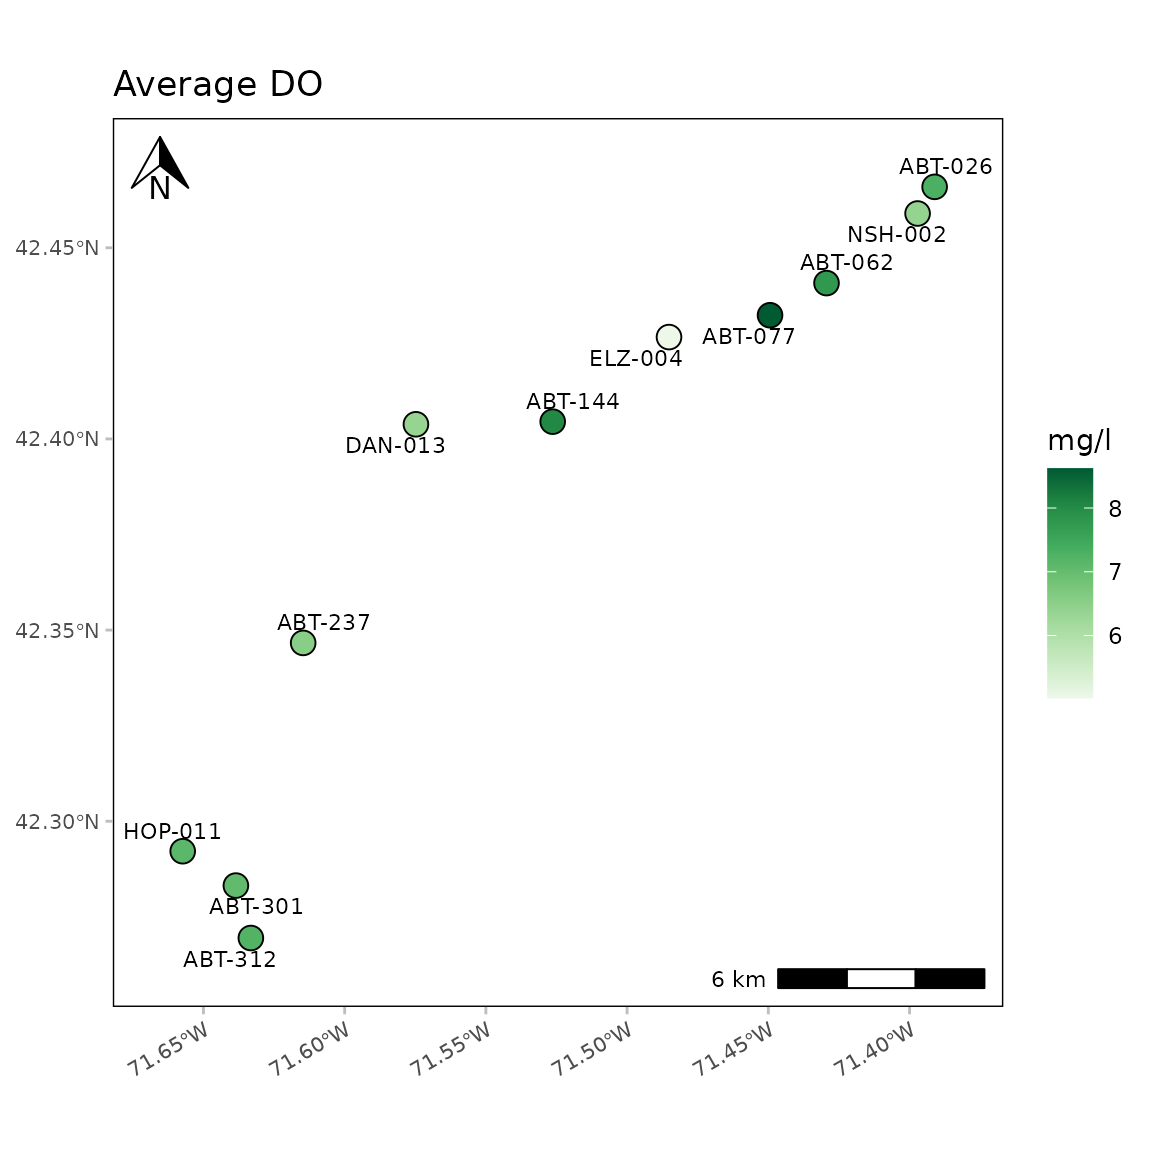 Average DO
N
ABT-026
NSH-002
ABT-062
ABT-077
ELZ-004
ABT-144
DAN-013
ABT-237
HOP-011
ABT-301
ABT-312
6 km
42.45°N
42.40°N
42.35°N
42.30°N
71.65°W
71.60°W
71.55°W
71.50°W
71.45°W
71.40°W
mg/l
8
7
6